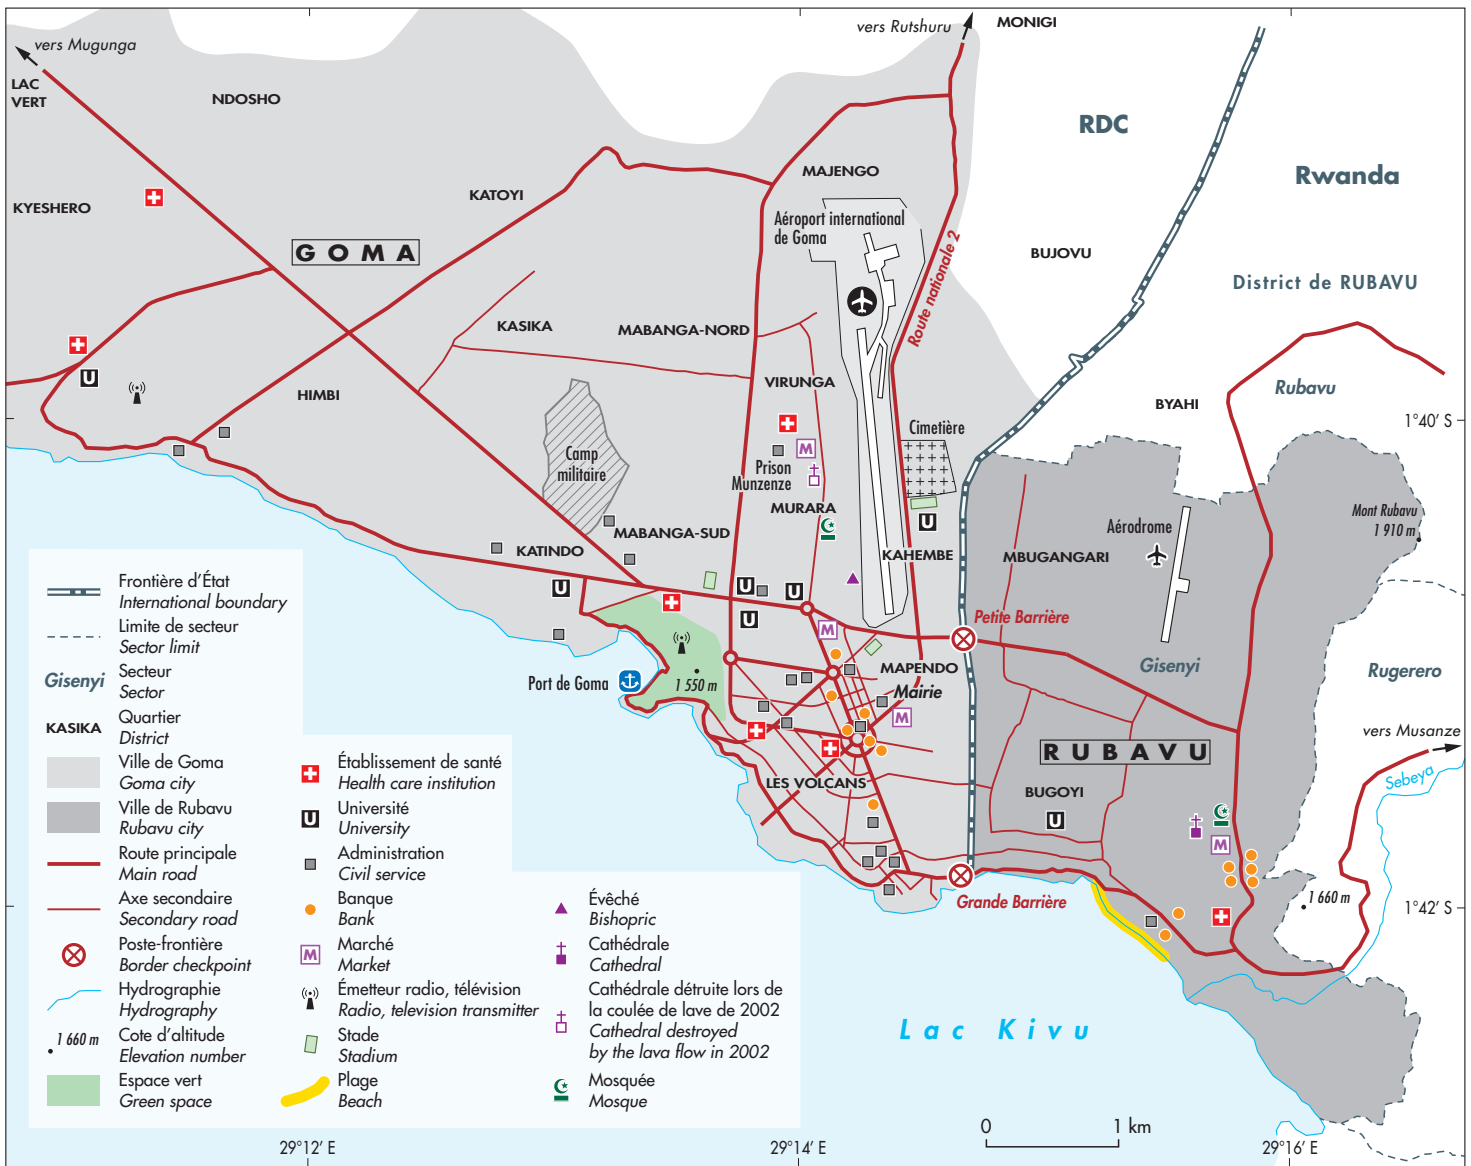 vers Mugunga
vers Rutshuru
MONIGI
LAC
VERT
NDOSHO
RDC
Rwanda
MAJENGO
KATOYI
KYESHERO
Aéroport international
de Goma
GOMA
Route nationale 2
BUJOVU
District de RUBAVU
KASIKA
MABANGA-NORD
VIRUNGA
HIMBI
Rubavu
BYAHI
1°40' S
Cimetière
Camp
militaire
M
Prison
Munzenze
MURARA
Mont Rubavu
1 910 m
Aérodrome
U
MABANGA-SUD
KATINDO
KAHEMBE
MBUGANGARI
U
U
U
U
U
M
Petite Barrière
MAPENDO
Gisenyi
Rugerero
Port de Goma
1 550 m
Mairie
M
vers Musanze
RUBAVU
Sebeya
LES VOLCANS
BUGOYI
U
M
Grande Barrière
1 660 m
1°42' S
Lac Kivu
0
1 km
29°12' E
29°14' E
29°16' E
Frontière d'État
International boundary
Limite de secteur
Sector limit
Gisenyi
Secteur
Sector
KASIKA
Quartier
District
Ville de Goma
Goma city
Ville de Rubavu
Rubavu city
Route principale
Main road
Axe secondaire
Secondary road
Poste-frontière
Border checkpoint
Hydrographie
Hydrography
1 660 m
Cote d'altitude
Elevation number
Espace vert
Green space
Établissement de santé
Health care institution
U
Université
University
Administration
Civil service
Banque
Bank
M
Marché
Market
Émetteur radio, télévision
Radio, television transmitter
Stade
Stadium
Plage
Beach
Évêché
Bishopric
Cathédrale
Cathedral
Cathédrale détruite lors de
la coulée de lave de 2002
Cathedral destroyed
by the lava flow in 2002
Mosquée
Mosque